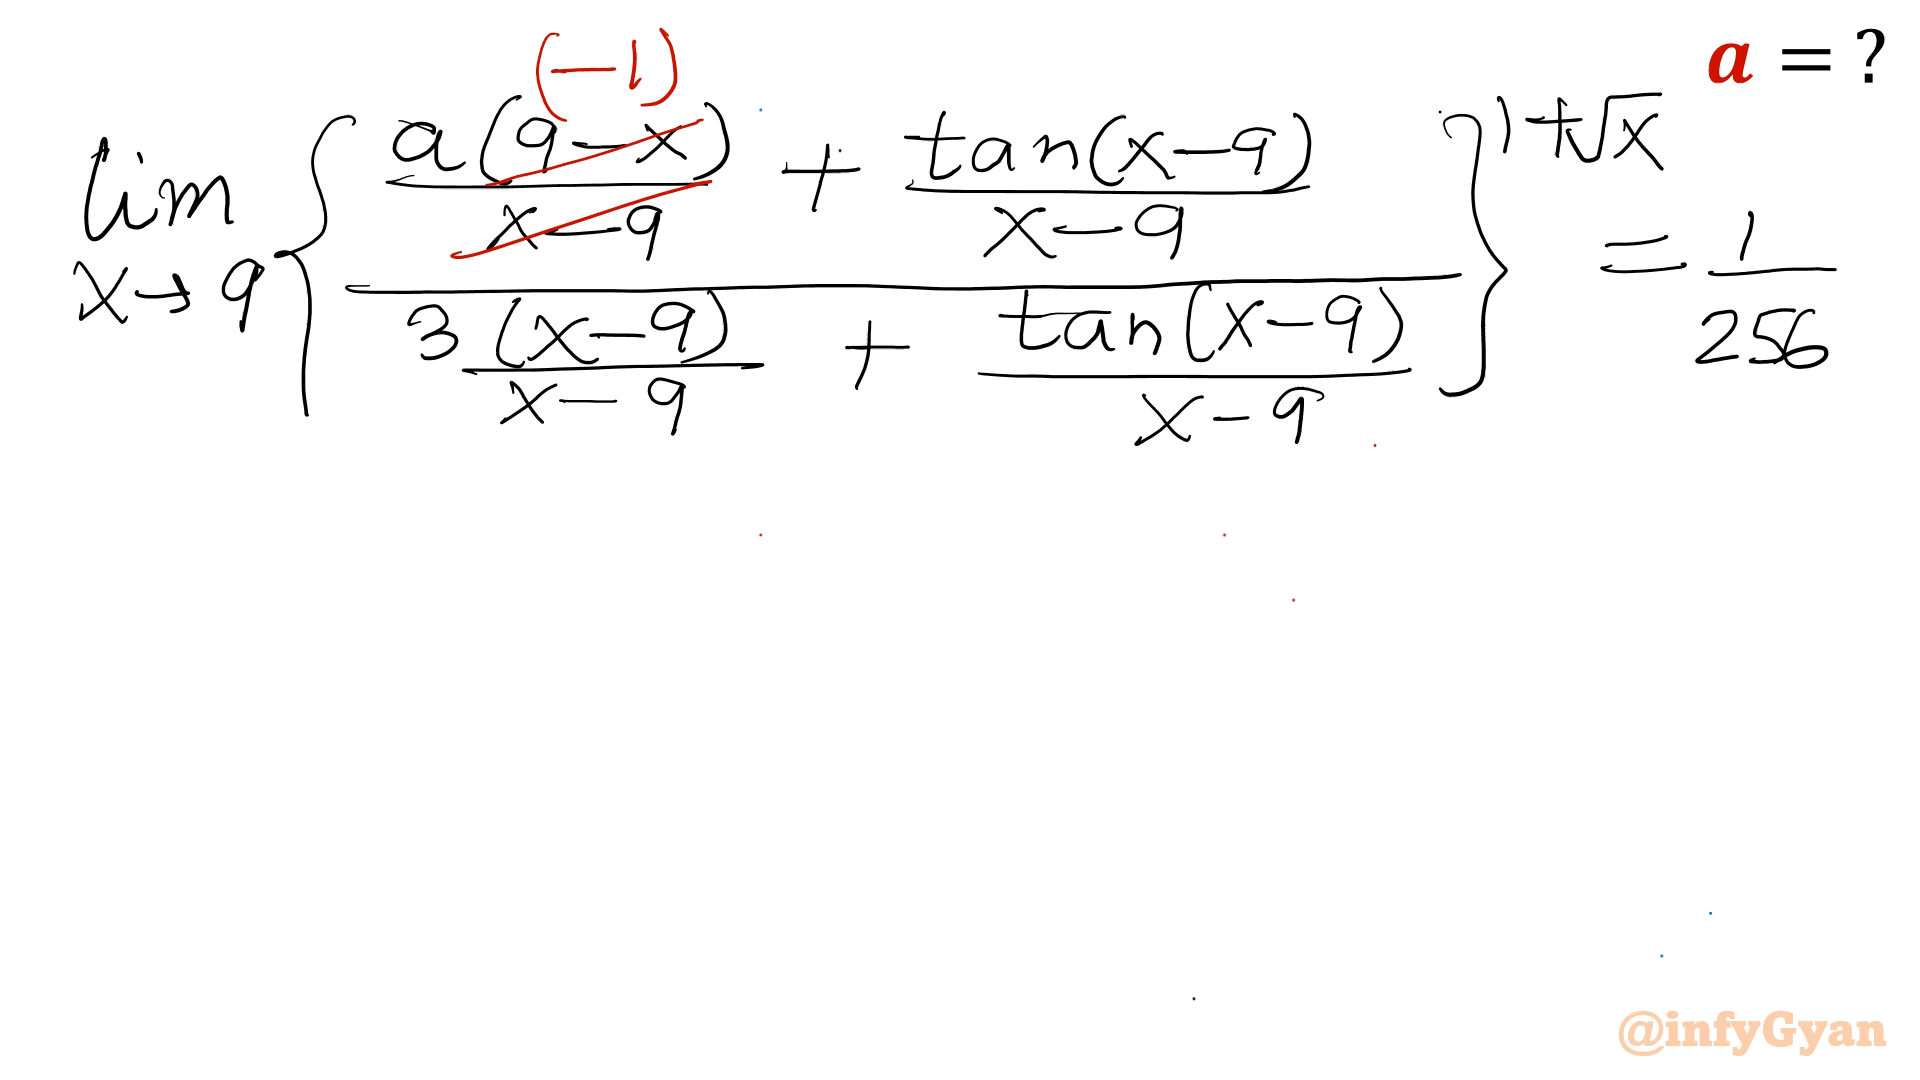 a = ?
(-1)
lim x→9 { a(9-x)/x-9 + tan(x-9)/x-9
3 (x-9)/x-9 + tan(x-9)/x-9 } 1+√x = 1/256
@infyGyan